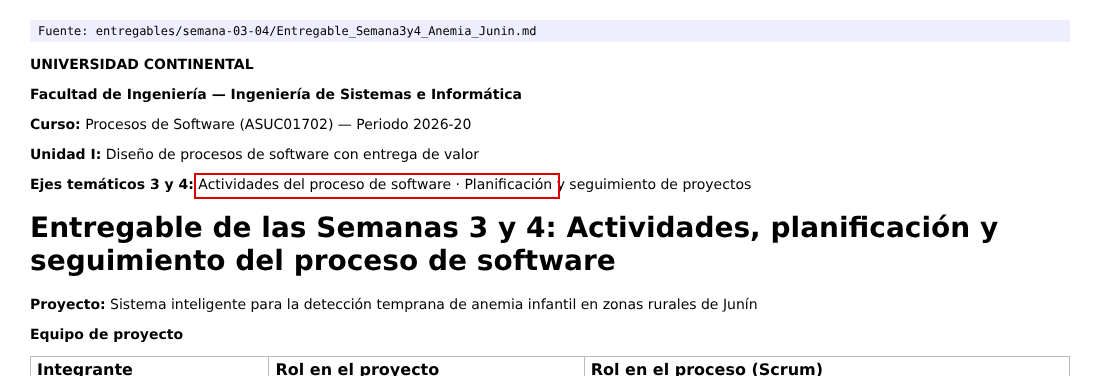 Fuente: entregables/semana-03-04/Entregable_Semana3y4_Anemia_Junin.md
UNIVERSIDAD CONTINENTAL
Facultad de Ingeniería — Ingeniería de Sistemas e Informática
Curso: Procesos de Software (ASUC01702) — Periodo 2026-20
Unidad I: Diseño de procesos de software con entrega de valor
Ejes temáticos 3 y 4: Actividades del proceso de software · Planificación y seguimiento de proyectos
Entregable de las Semanas 3 y 4: Actividades, planificación y
seguimiento del proceso de software
Proyecto: Sistema inteligente para la detección temprana de anemia infantil en zonas rurales de Junín
Equipo de proyecto
Integrante Rol en el proyecto Rol en el proceso (Scrum)